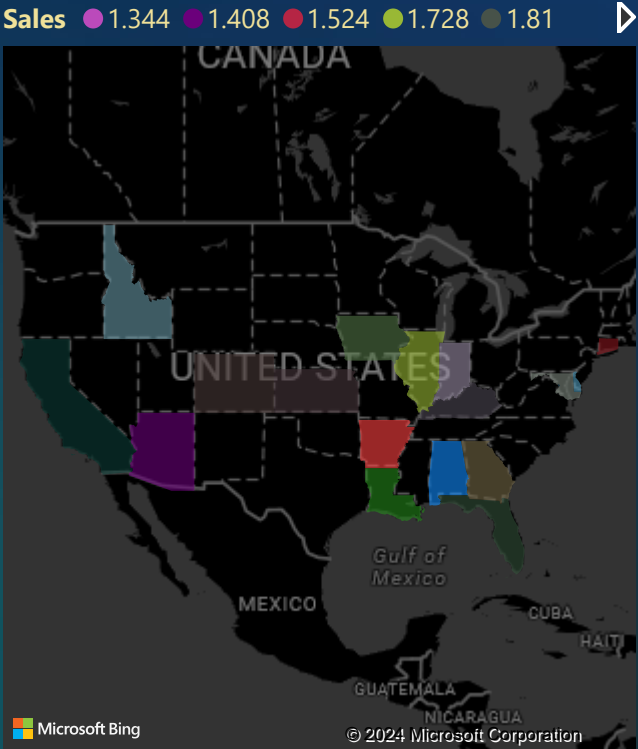 Sales 1.344 1.408 1.524 1.728 1.81
CANADA
UNITED STATES
Gulf of
Mexico
MEXICO
CUBA
HAITI
GUATEMALA
NICARAGUA
Microsoft Bing
© 2024 Microsoft Corporation